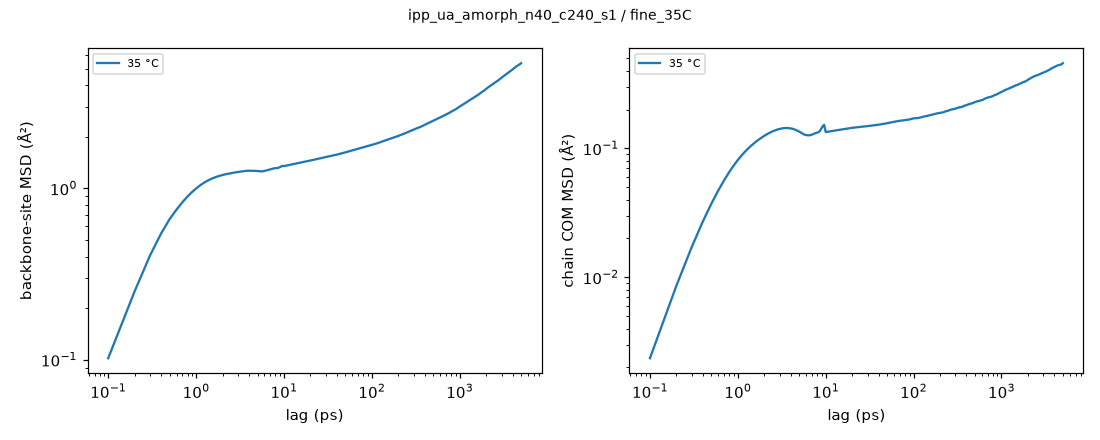 ipp_ua_amorph_n40_c240_s1 / fine_35C
35 °C
backbone-site MSD (Å²)
10⁰
10⁻¹
10⁻¹ 10⁰ 10¹ 10² 10³
lag (ps)
35 °C
chain COM MSD (Å²)
10⁻¹
10⁻²
10⁻¹ 10⁰ 10¹ 10² 10³
lag (ps)